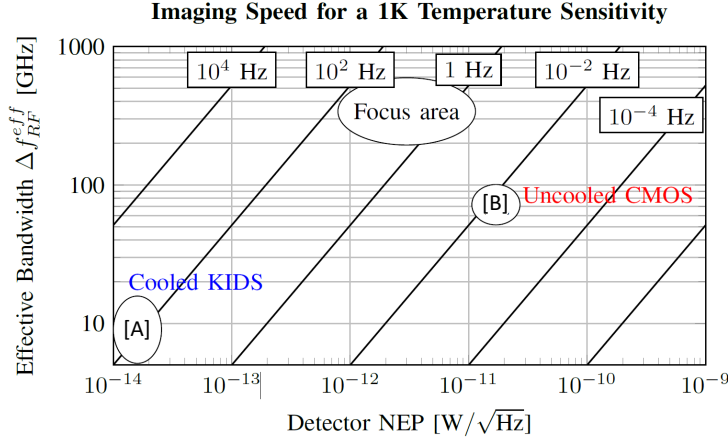 Imaging Speed for a 1K Temperature Sensitivity
Effective Bandwidth Δf_{RF}^{eff} [GHz]
1000
100
10
10⁴ Hz
10² Hz
1 Hz
10⁻² Hz
10⁻⁴ Hz
Focus area
[B]
Uncooled CMOS
Cooled KIDS
[A]
10⁻¹⁴
10⁻¹³
10⁻¹²
10⁻¹¹
10⁻¹⁰
10⁻⁹
Detector NEP [W/√Hz]